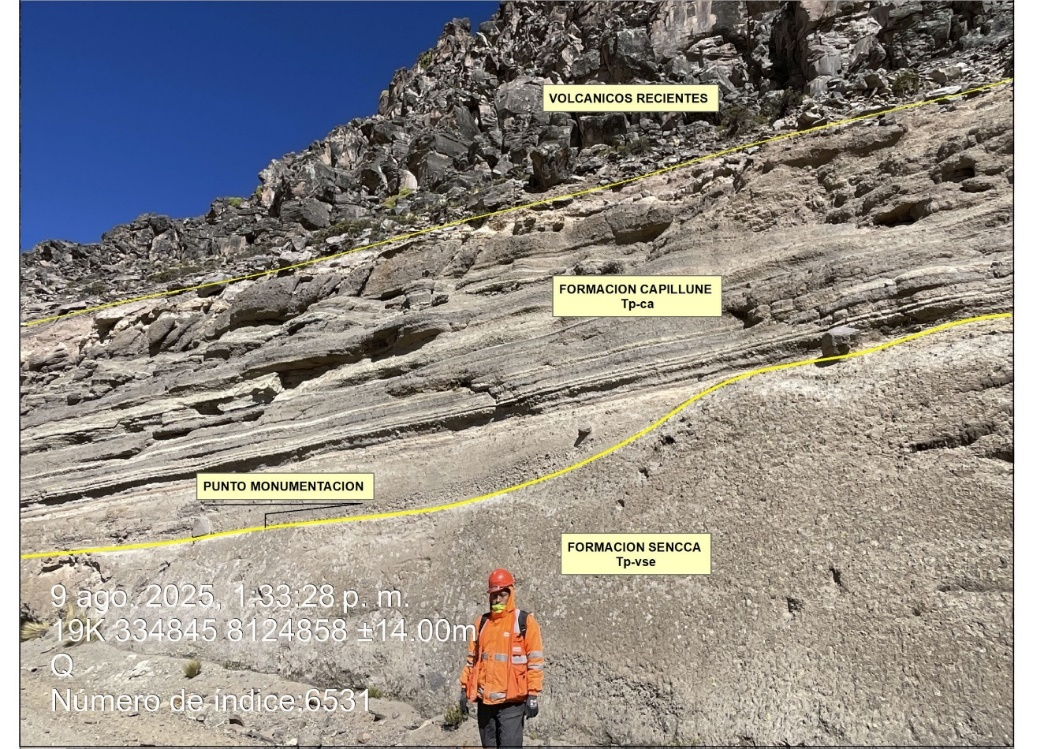 VOLCANICOS RECIENTES
FORMACION CAPILLUNE
Tp-ca
PUNTO MONUMENTACION
FORMACION SENCCA
Tp-vse
9 ago. 2025, 1:33:28 p. m.
19K 334845 8124858 ±14.00m
Q
Número de índice:6531